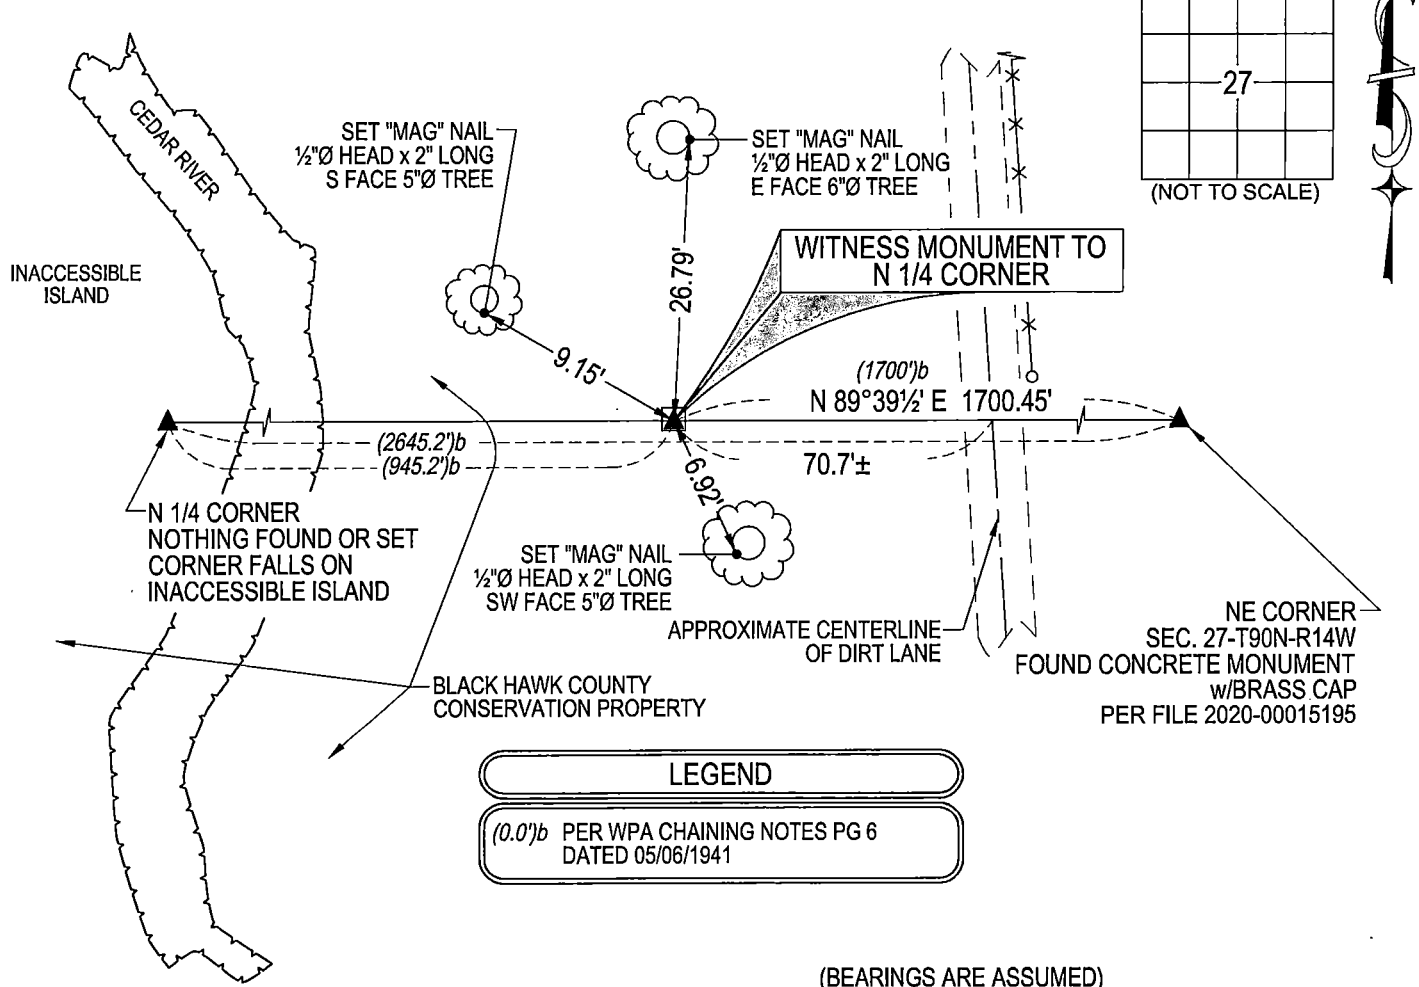 27
(NOT TO SCALE)
CEDAR RIVER
INACCESSIBLE
ISLAND
SET "MAG" NAIL
½"Ø HEAD x 2" LONG
S FACE 5"Ø TREE
SET "MAG" NAIL
½"Ø HEAD x 2" LONG
E FACE 6"Ø TREE
WITNESS MONUMENT TO
N 1/4 CORNER
26.79'
9.15'
(1700')b
N 89°39½' E 1700.45'
(2645.2')b
(945.2')b
70.7'±
6.92'
N 1/4 CORNER
NOTHING FOUND OR SET
CORNER FALLS ON
INACCESSIBLE ISLAND
SET "MAG" NAIL
½"Ø HEAD x 2" LONG
SW FACE 5"Ø TREE
APPROXIMATE CENTERLINE
OF DIRT LANE
NE CORNER
SEC. 27-T90N-R14W
FOUND CONCRETE MONUMENT
w/BRASS CAP
PER FILE 2020-00015195
BLACK HAWK COUNTY
CONSERVATION PROPERTY
LEGEND
(0.0')b PER WPA CHAINING NOTES PG 6
DATED 05/06/1941
(BEARINGS ARE ASSUMED)